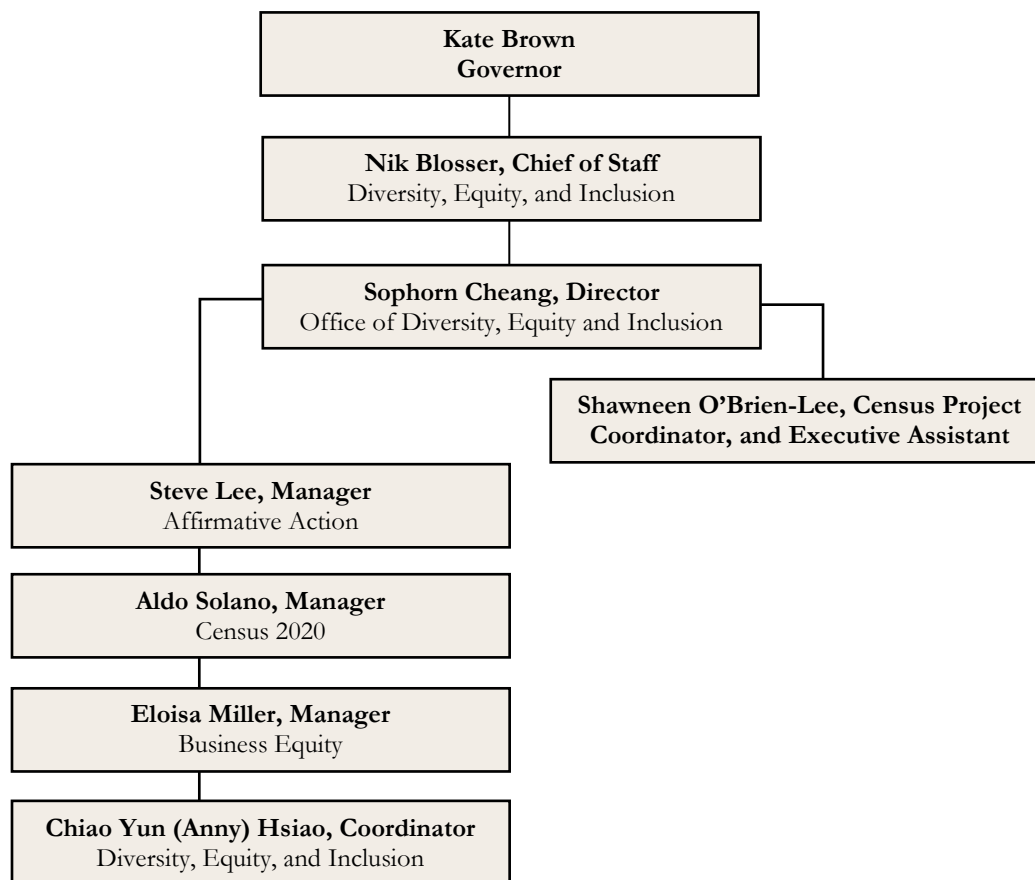 Kate Brown
Governor
Nik Blosser, Chief of Staff
Diversity, Equity, and Inclusion
Sophorn Cheang, Director
Office of Diversity, Equity and Inclusion
Shawneen O’Brien-Lee, Census Project
Coordinator, and Executive Assistant
Steve Lee, Manager
Affirmative Action
Aldo Solano, Manager
Census 2020
Eloisa Miller, Manager
Business Equity
Chiao Yun (Anny) Hsiao, Coordinator
Diversity, Equity, and Inclusion